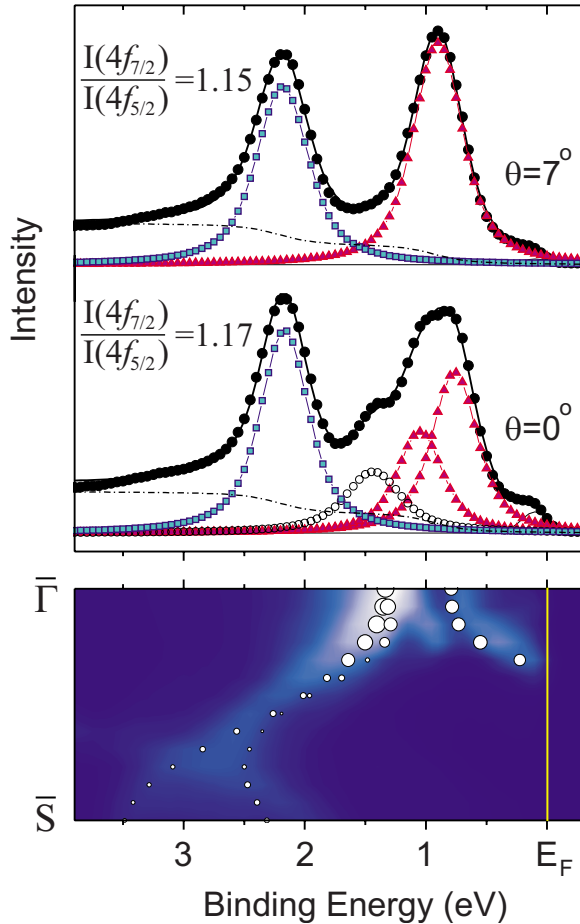 I(4f7/2)
I(4f5/2)
=1.15
θ=7°
Intensity
I(4f7/2)
I(4f5/2)
=1.17
θ=0°
Γ̅
S̅
3
2
1
E_F
Binding Energy (eV)